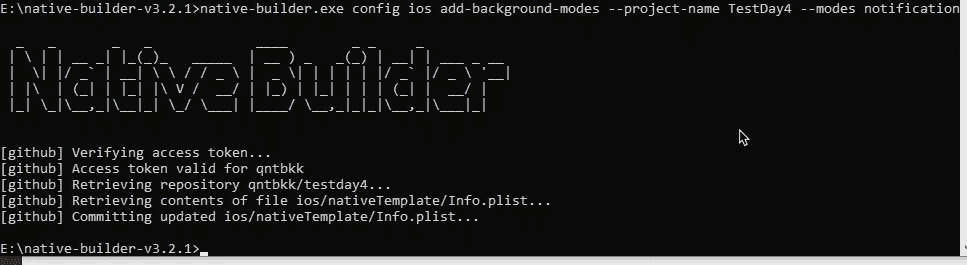 E:\native-builder-v3.2.1>native-builder.exe config ios add-background-modes --project-name TestDay4 --modes notification
Native Builder
[github] Verifying access token...
[github] Access token valid for qntbkk
[github] Retrieving repository qntbkk/testday4...
[github] Retrieving contents of file ios/nativeTemplate/Info.plist...
[github] Committing updated ios/nativeTemplate/Info.plist...
E:\native-builder-v3.2.1>